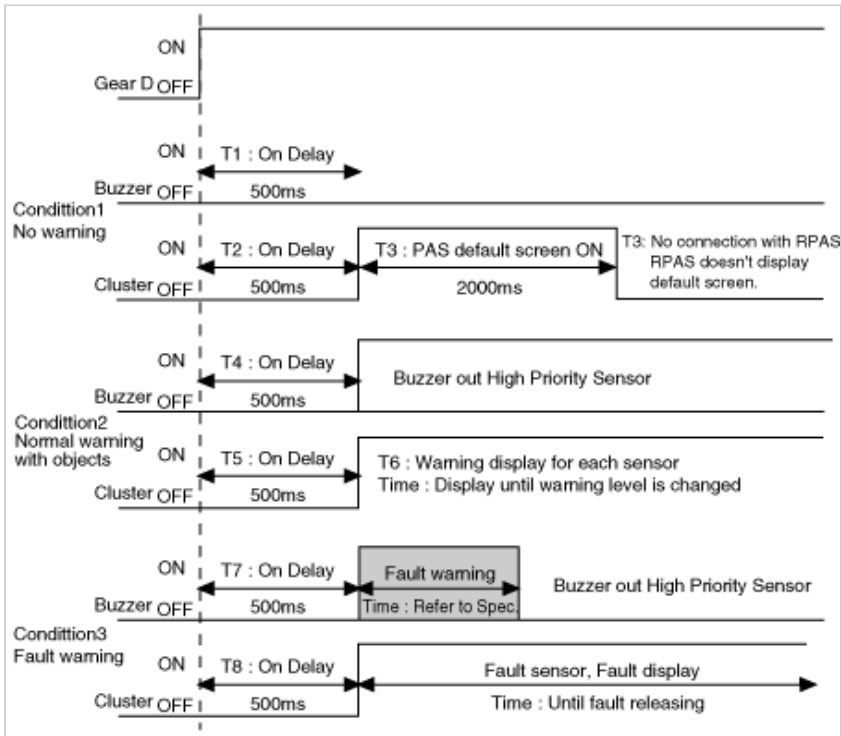 ON
Gear D OFF
ON
T1 : On Delay
Buzzer OFF
500ms
Condittion1
No warning
ON
T2 : On Delay
T3 : PAS default screen ON
T3: No connection with RPAS
RPAS doesn't display
default screen.
Cluster OFF
500ms
2000ms
ON
T4 : On Delay
Buzzer out High Priority Sensor
Buzzer OFF
500ms
Condittion2
Normal warning
with objects
ON
T5 : On Delay
T6 : Warning display for each sensor
Time : Display until warning level is changed
Cluster OFF
500ms
ON
T7 : On Delay
Fault warning
Buzzer out High Priority Sensor
Buzzer OFF
500ms
Time : Refer to Spec.
Condittion3
Fault warning
ON
T8 : On Delay
Fault sensor, Fault display
Cluster OFF
500ms
Time : Until fault releasing